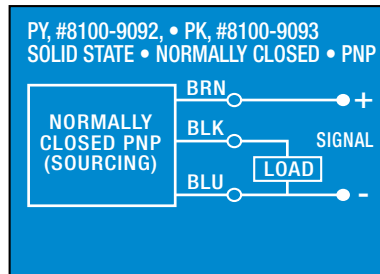 PY, #8100-9092, • PK, #8100-9093
SOLID STATE • NORMALLY CLOSED • PNP
BRN
+
NORMALLY
CLOSED PNP
(SOURCING)
BLK
SIGNAL
LOAD
BLU
-